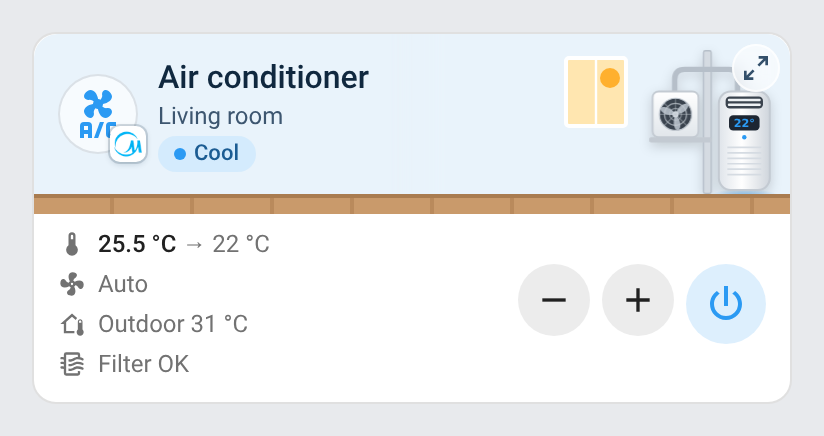 Air conditioner
Living room
A/C
Cool
22°
25.5 °C → 22 °C
Auto
Outdoor 31 °C
Filter OK